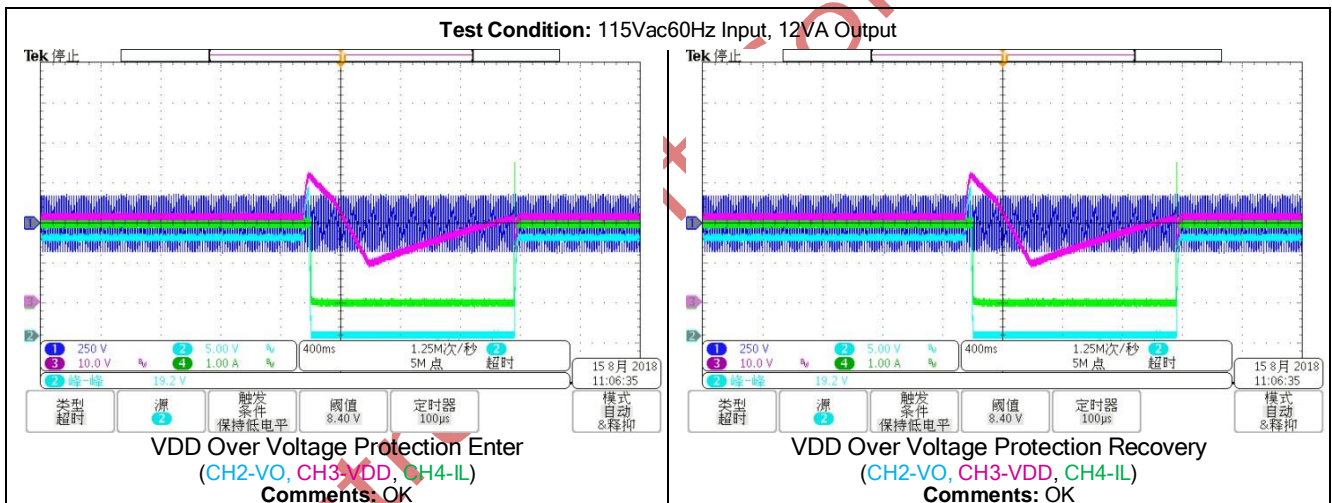 Test Condition: 115Vac60Hz Input, 12VA Output
Tek 停止
1
3
2
1 250 V 2 5.00 V 400ms 1.25M次/秒 2
3 10.0 V 4 1.00 A 5M 点 超时
2 峰-峰 19.2 V
15 8月 2018
11:06:35
类型
超时
源
2
触发
条件
保持低电平
阈值
8.40 V
定时器
100µs
模式
自动
&释抑
VDD Over Voltage Protection Enter
(CH2-VO, CH3-VDD, CH4-IL)
Comments: OK
Tek 停止
1
3
2
1 250 V 2 5.00 V 400ms 1.25M次/秒 2
3 10.0 V 4 1.00 A 5M 点 超时
2 峰-峰 19.2 V
15 8月 2018
11:06:35
类型
超时
源
2
触发
条件
保持低电平
阈值
8.40 V
定时器
100µs
模式
自动
&释抑
VDD Over Voltage Protection Recovery
(CH2-VO, CH3-VDD, CH4-IL)
Comments: OK